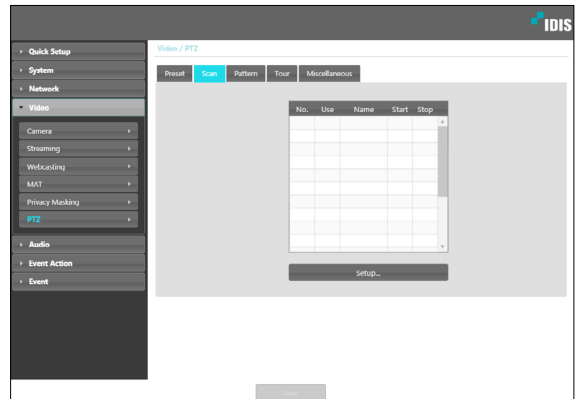 IDIS
Quick Setup
System
Network
Video
Camera
Streaming
Webcasting
MAT
Privacy Masking
PTZ
Audio
Event Action
Event
Video / PTZ
Preset Scan Pattern Tour Miscellaneous
No. Use Name Start Stop
Setup...
Save